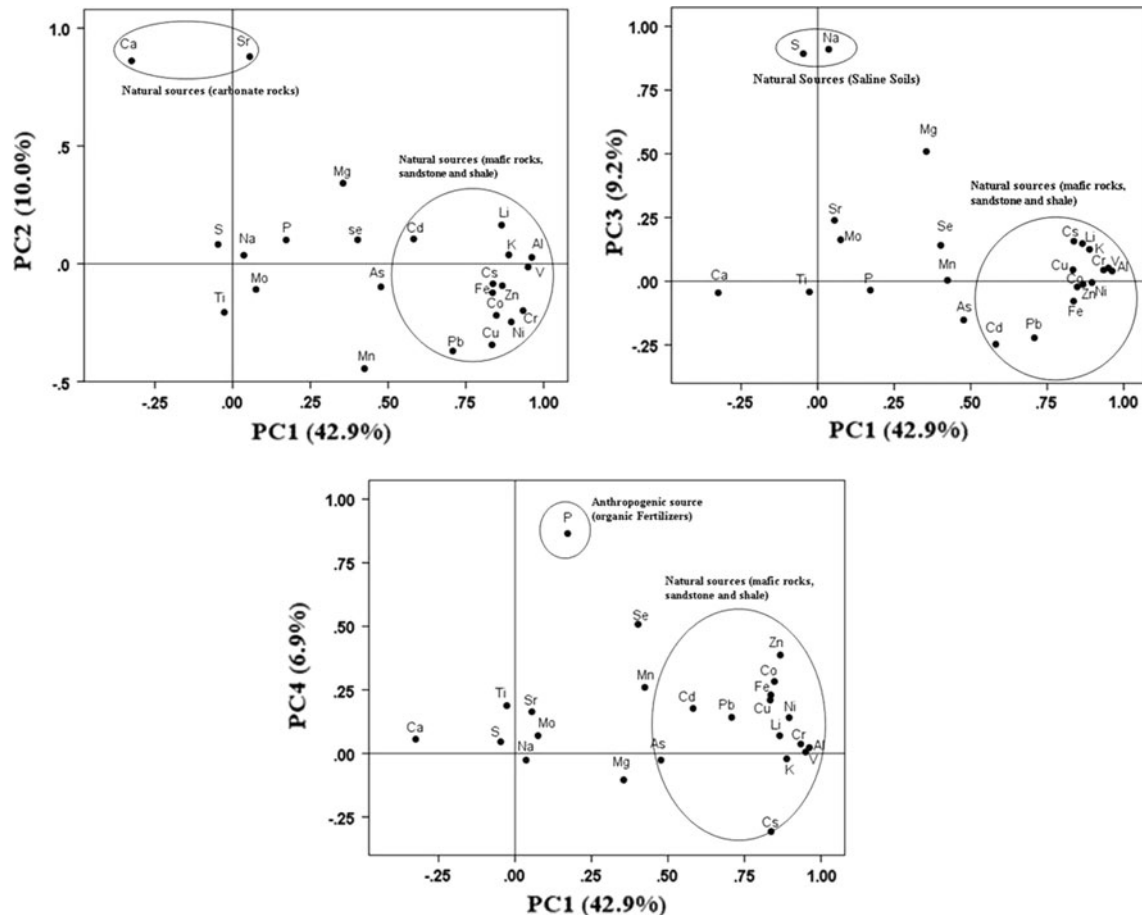 1.0
.5
.0
-.5
PC2 (10.0%)
Ca
Sr
Natural sources (carbonate rocks)
Natural sources (mafic rocks,
sandstone and shale)
Mg
Li
S
Na
P
se
Cd
K
Al
V
Mo
As
Cs
Ti
Fe
Zn
Co
Cr
Cu
Ni
Pb
Mn
-.25
.00
.25
.50
.75
1.00
PC1 (42.9%)
1.00
.75
.50
.25
.00
-.25
PC3 (9.2%)
S
Na
Natural Sources (Saline Soils)
Mg
Natural sources (mafic rocks,
sandstone and shale)
Sr
Mo
Se
Cs
Li
K
Cr
V
Al
Cu
Mn
Ca
Ti
P
Co
Zn
Ni
Fe
As
Cd
Pb
-.25
.00
.25
.50
.75
1.00
PC1 (42.9%)
1.00
.75
.50
.25
.00
-.25
PC4 (6.9%)
P
Anthropogenic source
(organic Fertilizers)
Natural sources (mafic rocks,
sandstone and shale)
Se
Zn
Co
Mn
Fe
Ti
Sr
Cd
Pb
Cu
Ni
Ca
S
Mo
Li
Cr
Al
Na
As
V
Mg
K
Cs
-.25
.00
.25
.50
.75
1.00
PC1 (42.9%)